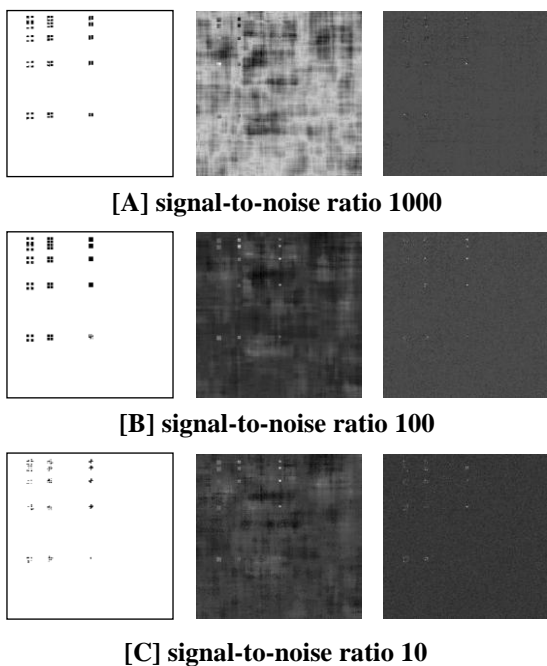 [A] signal-to-noise ratio 1000
[B] signal-to-noise ratio 100
[C] signal-to-noise ratio 10